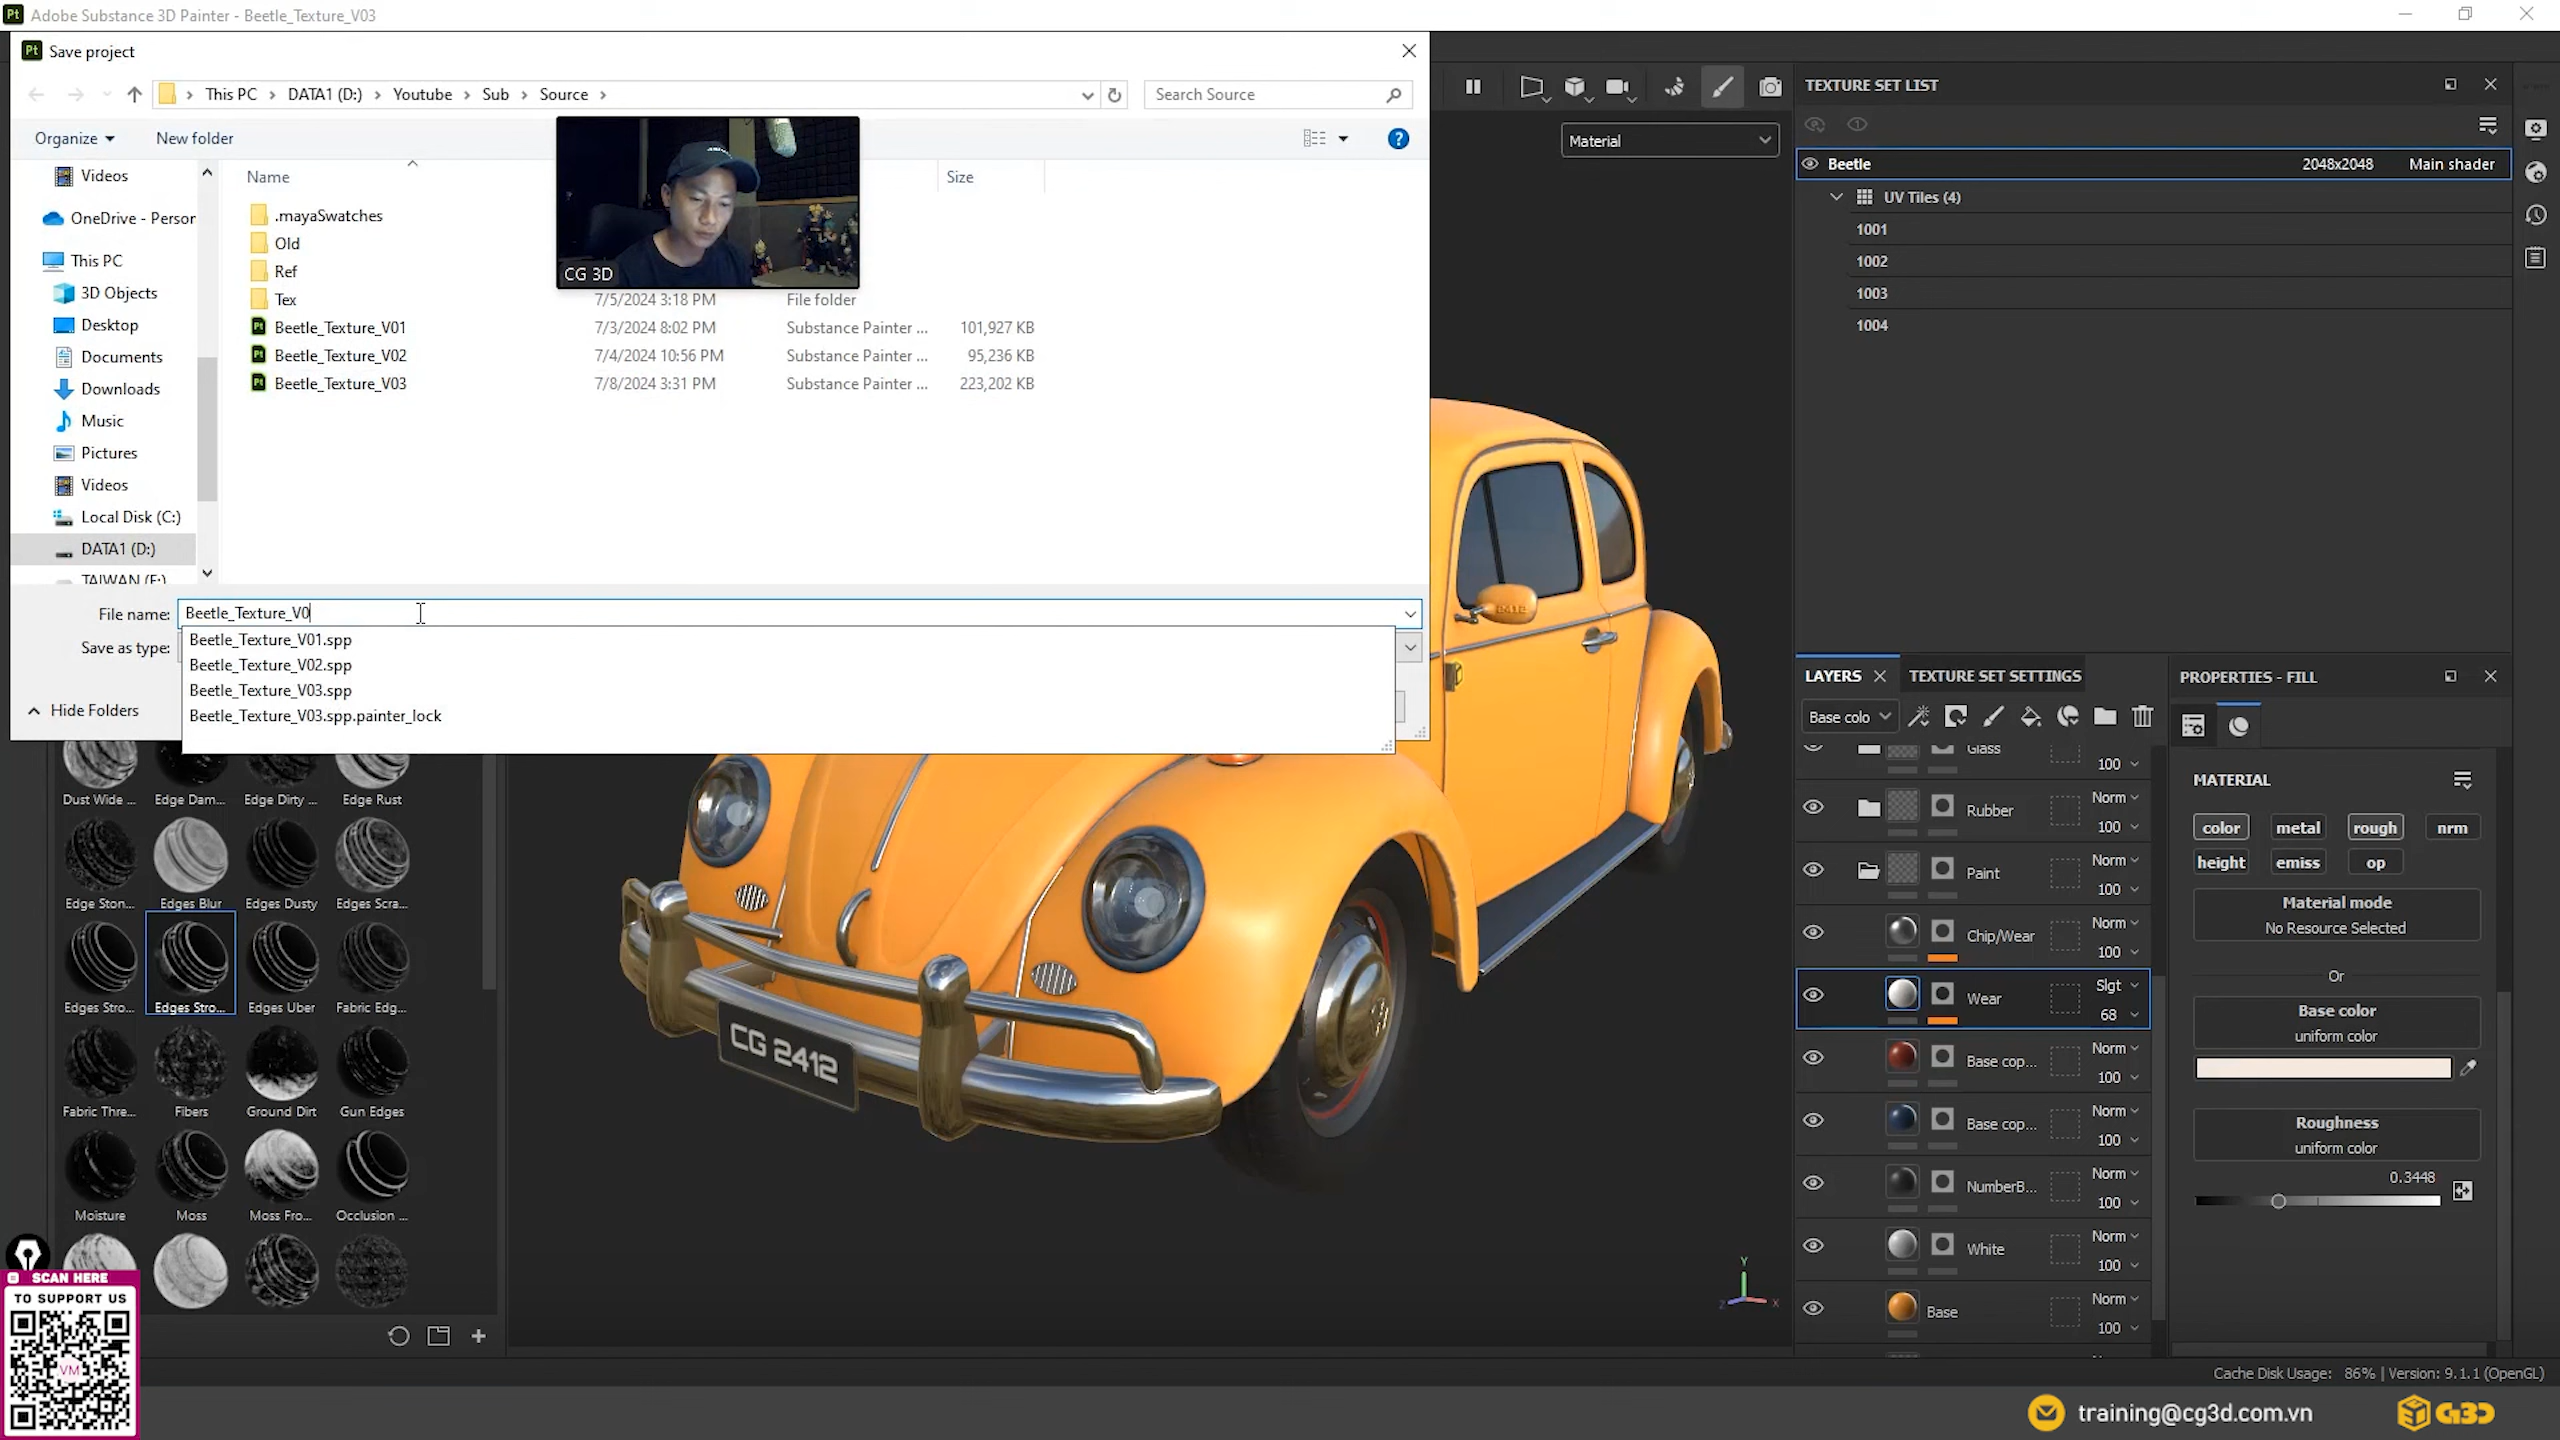 Adobe Substance 3D Painter - Beetle_Texture_V03
Save project
This PC
DATA1 (D:)
Youtube
Sub
Source
Search Source
Organize
New folder
Name
Size
Videos
OneDrive - Person
This PC
3D Objects
Desktop
Documents
Downloads
Music
Pictures
Videos
Local Disk (C:)
DATA1 (D:)
TAIWAN (F:)
.mayaSwatches
Old
Ref
Tex 7/5/2024 3:18 PM File folder
Beetle_Texture_V01 7/3/2024 8:02 PM Substance Painter ... 101,927 KB
Beetle_Texture_V02 7/4/2024 10:56 PM Substance Painter ... 95,236 KB
Beetle_Texture_V03 7/8/2024 3:31 PM Substance Painter ... 223,202 KB
CG 3D
File name: Beetle_Texture_V0
Save as type:
Beetle_Texture_V01.spp
Beetle_Texture_V02.spp
Beetle_Texture_V03.spp
Beetle_Texture_V03.spp.painter_lock
Hide Folders
Dust Wide ... Edge Dam... Edge Dirty ... Edge Rust
Edge Ston... Edges Blur Edges Dusty Edges Scra...
Edges Stro... Edges Stro... Edges Uber Fabric Edg...
Fabric Thre... Fibers Ground Dirt Gun Edges
Moisture Moss Moss Fro... Occlusion ...
SCAN HERE
TO SUPPORT US
VM
CG 2412
Y
X
Material
TEXTURE SET LIST
Beetle 2048x2048 Main shader
UV Tiles (4)
1001
1002
1003
1004
LAYERS
TEXTURE SET SETTINGS
Base colo
Glass
100
Rubber
Norm
100
Paint
Norm
100
Chip/Wear
Norm
100
Wear
Slgt
68
Base cop...
Norm
100
Base cop...
Norm
100
NumberB...
Norm
100
White
Norm
100
Base
Norm
100
PROPERTIES - FILL
MATERIAL
color metal rough nrm
height emiss op
Material mode
No Resource Selected
Or
Base color
uniform color
Roughness
uniform color
0.3448
Cache Disk Usage: 86% | Version: 9.1.1 (OpenGL)
training@cg3d.com.vn
CG3D